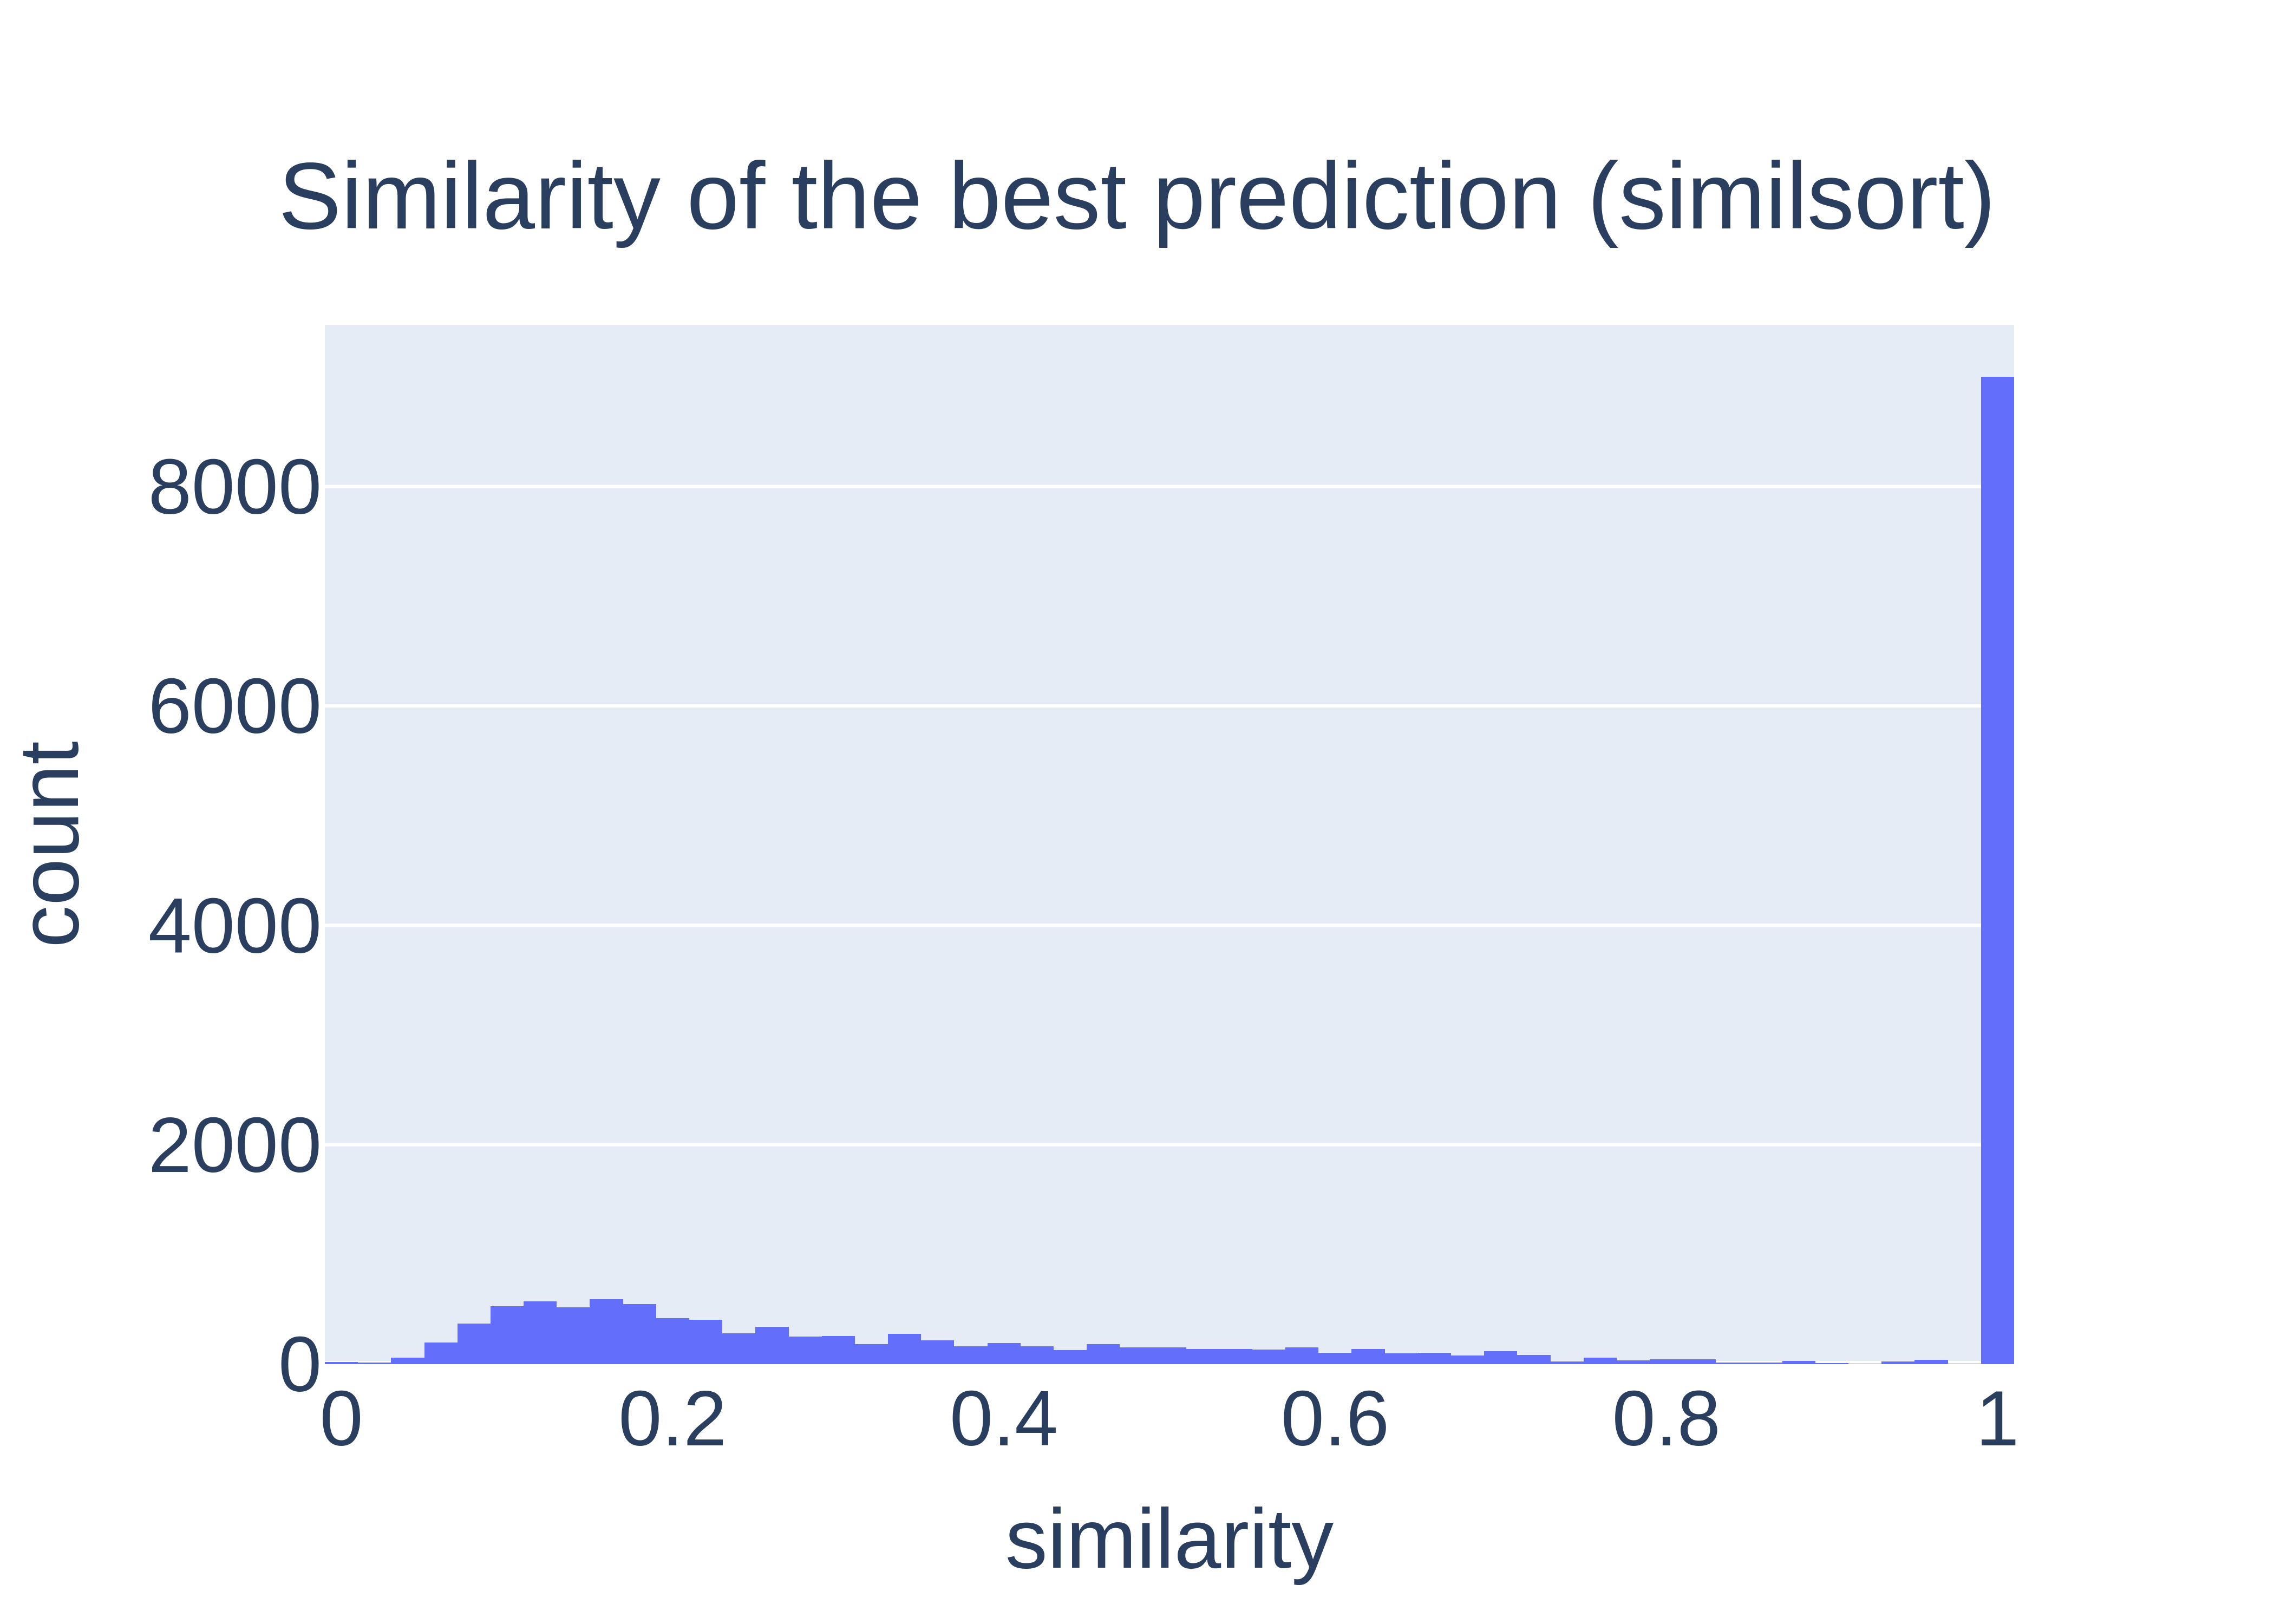 Similarity of the best prediction (similsort)
8000
6000
4000
2000
0
count
0 0.2 0.4 0.6 0.8 1
similarity